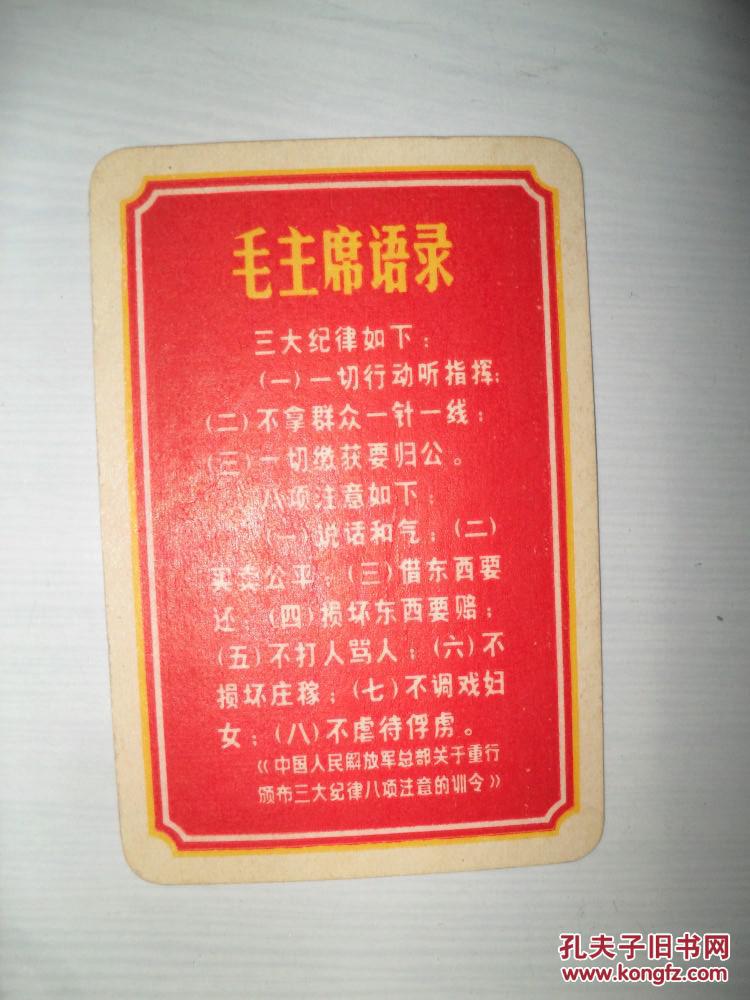 毛主席语录
三大纪律如下：
(一)一切行动听指挥；
(二)不拿群众一针一线；
(三)一切缴获要归公。
八项注意如下：
(一)说话和气；(二)
买卖公平；(三)借东西要
还；(四)损坏东西要赔；
(五)不打人骂人；(六)不
损坏庄稼；(七)不调戏妇
女；(八)不虐待俘虏。
《中国人民解放军总部关于重行
颁布三大纪律八项注意的训令》
孔夫子旧书网
www.kongfz.com